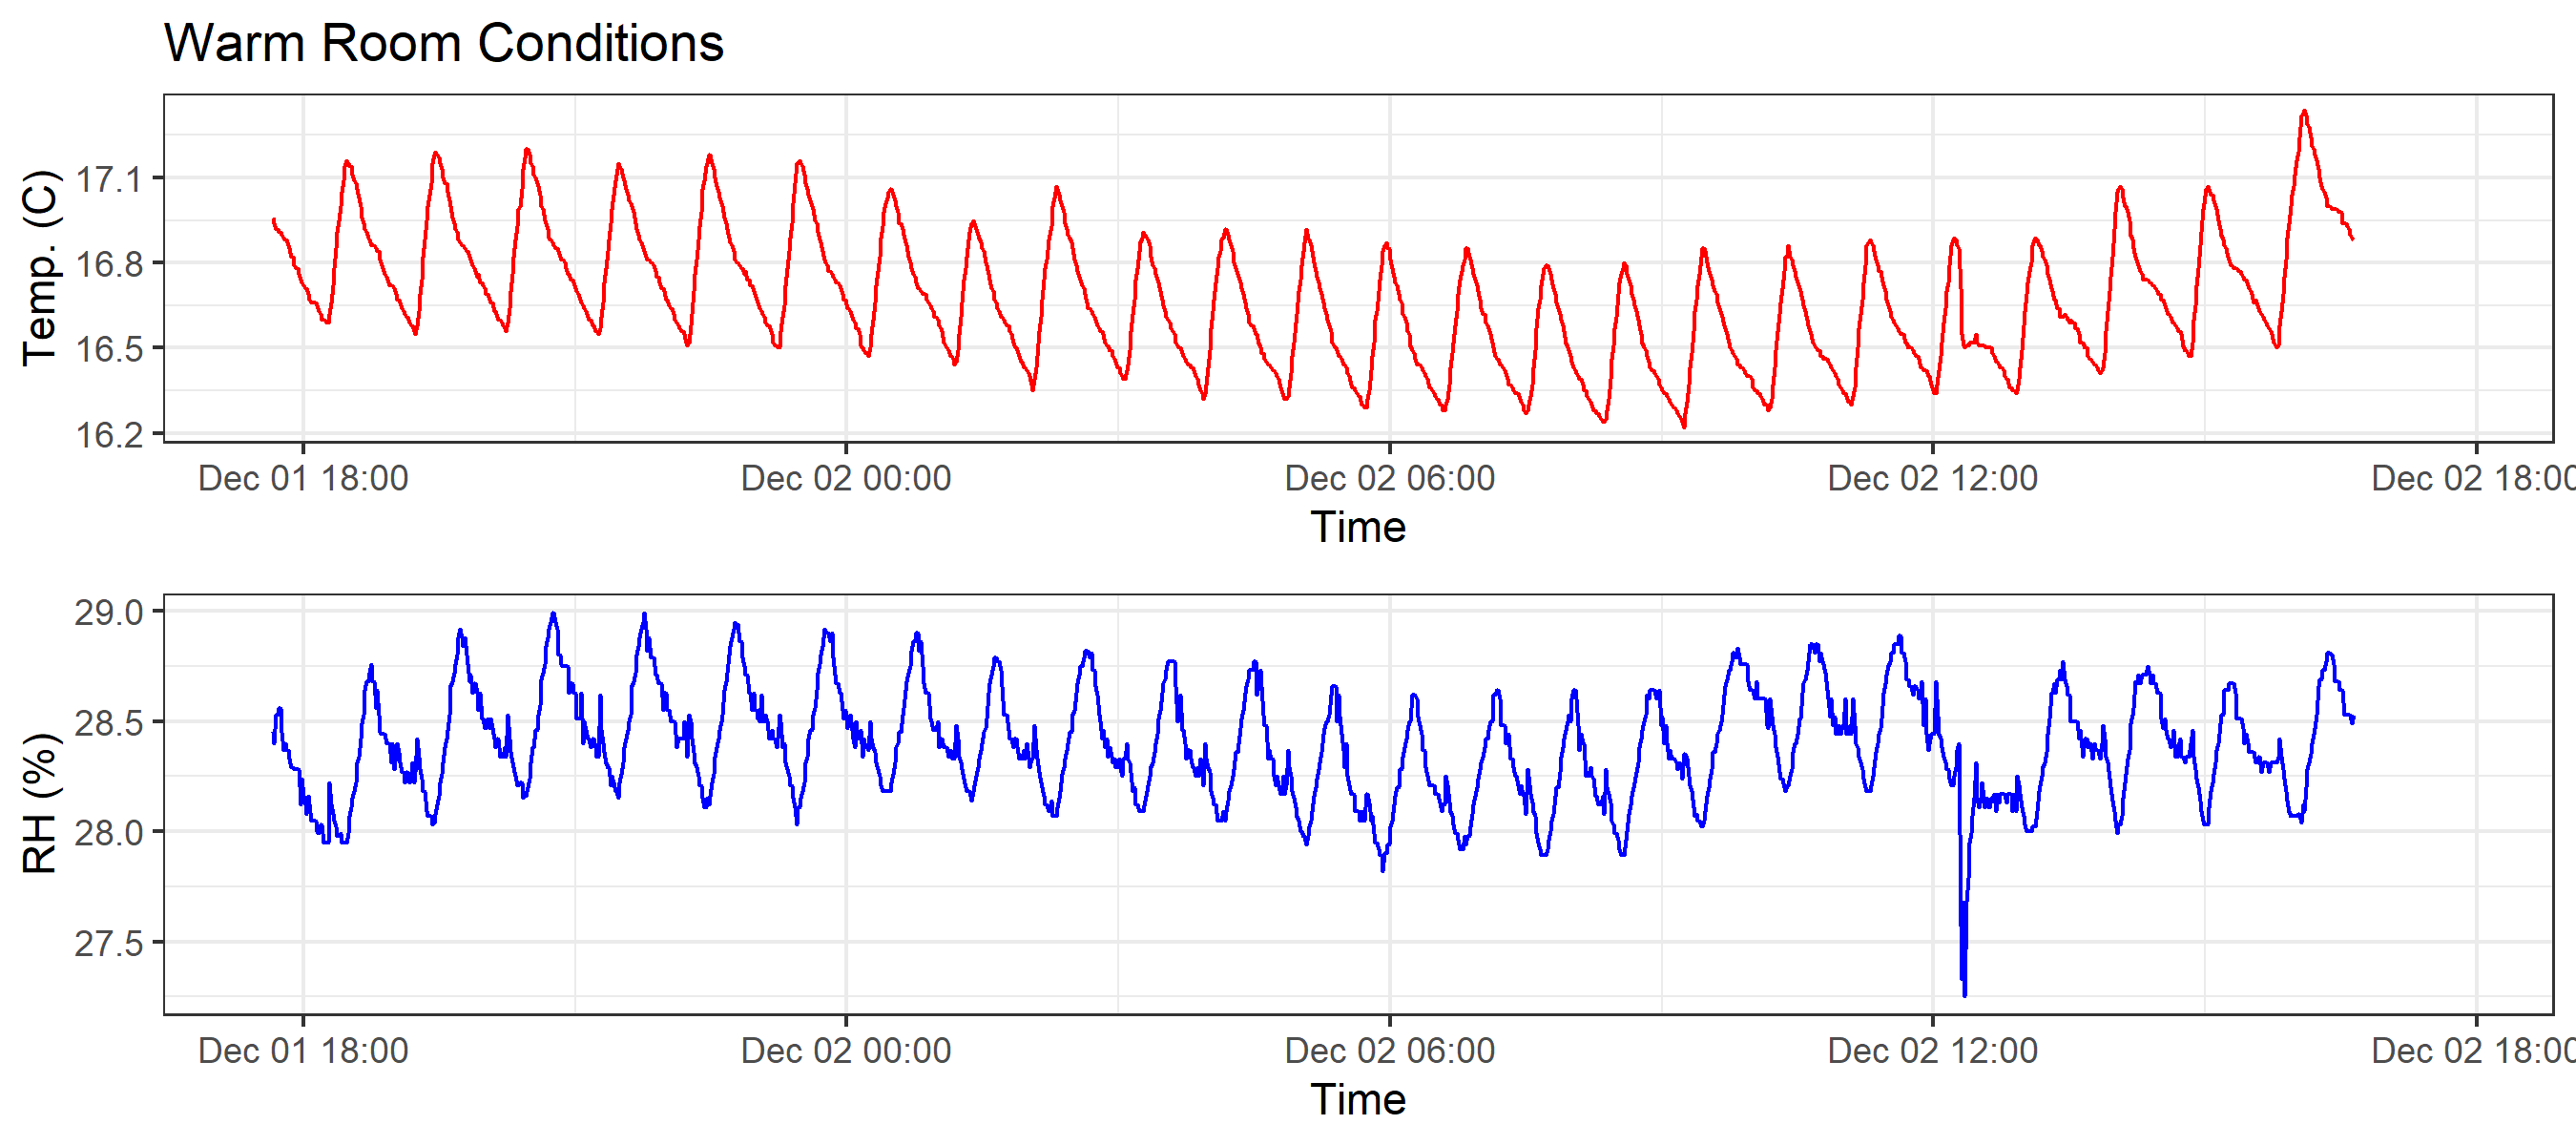 Warm Room Conditions
Temp. (C)
17.1
16.8
16.5
16.2
Dec 01 18:00 Dec 02 00:00 Dec 02 06:00 Dec 02 12:00 Dec 02 18:00
Time
RH (%)
29.0
28.5
28.0
27.5
Dec 01 18:00 Dec 02 00:00 Dec 02 06:00 Dec 02 12:00 Dec 02 18:00
Time